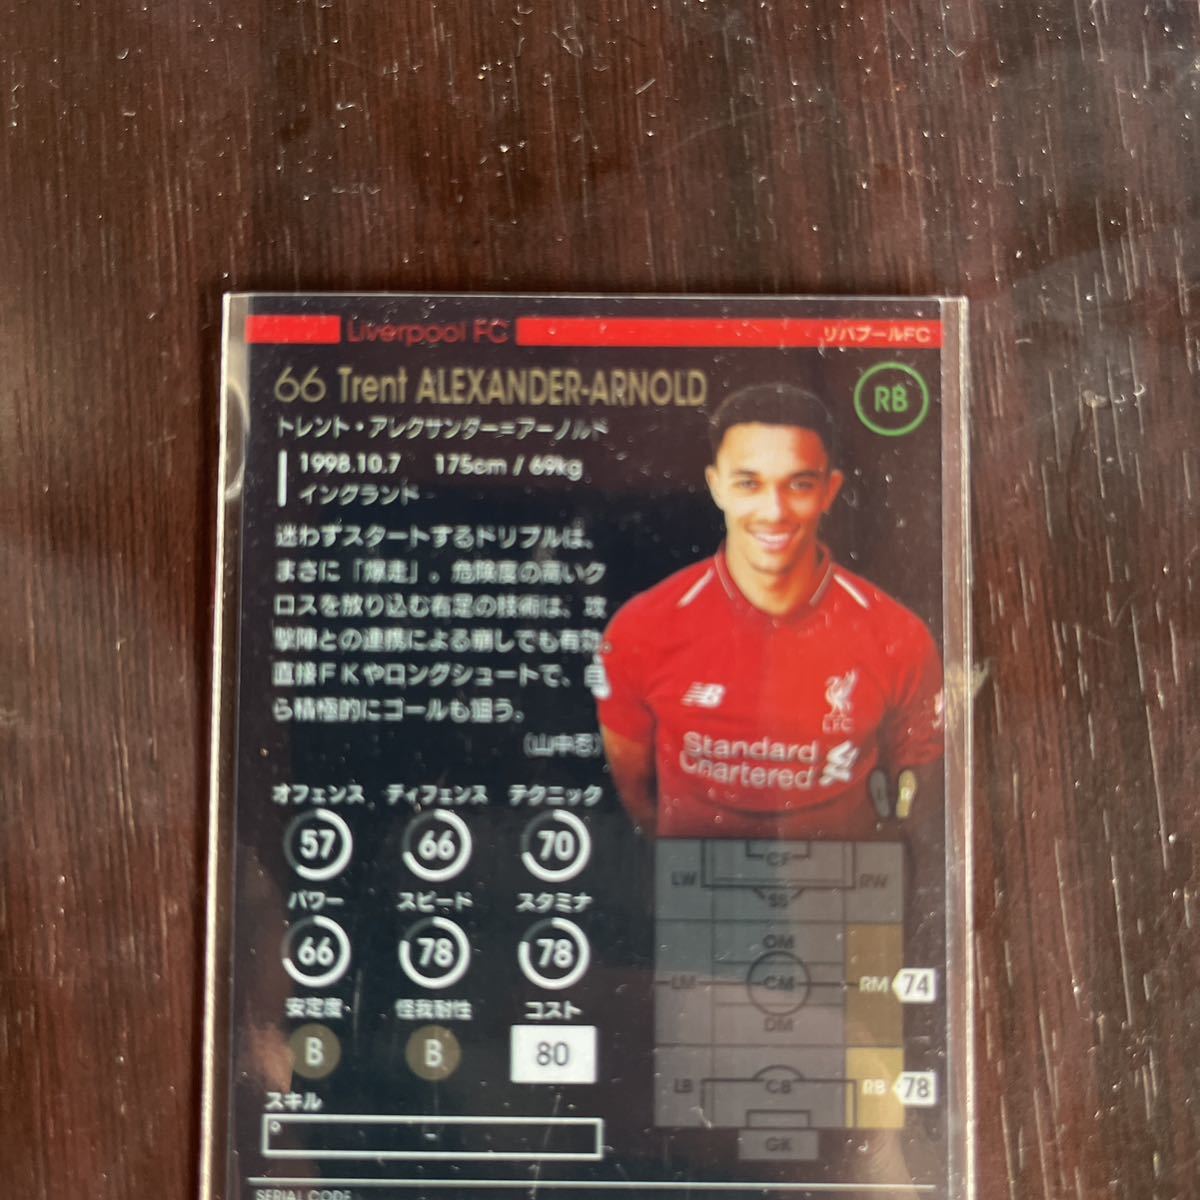 Liverpool FC
リバプールFC
66 Trent ALEXANDER-ARNOLD
RB
トレント・アレクサンダー=アーノルド
1998.10.7 175cm / 69kg
イングランド
迷わずスタートするドリブルは、
まさに「爆走」。危険度の高いク
ロスを放り込む右足の技術は、攻
撃陣との連携による崩しても有効。
直接FKやロングシュートで、自
ら積極的にゴールも狙う。
(山中忍)
NB
LFC
Standard
Chartered
オフェンス ディフェンス テクニック
57 66 70
パワー スピード スタミナ
66 78 78
安定度 怪我耐性 コスト
B B 80
スキル
-
CF
LW RW
SS
OM
LM CM RM 74
DM
LB CB RB 78
GK
SERIAL CODE